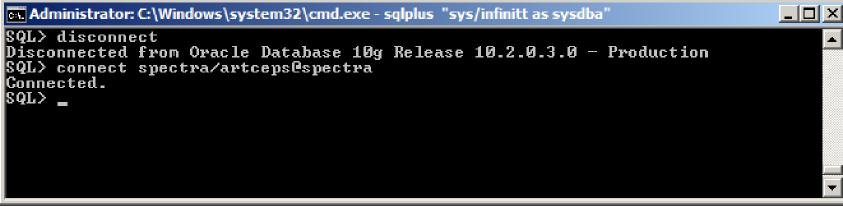 Administrator: C:\Windows\system32\cmd.exe - sqlplus "sys/infinitt as sysdba"
SQL> disconnect
Disconnected from Oracle Database 10g Release 10.2.0.3.0 - Production
SQL> connect spectra/artceps@spectra
Connected.
SQL> _